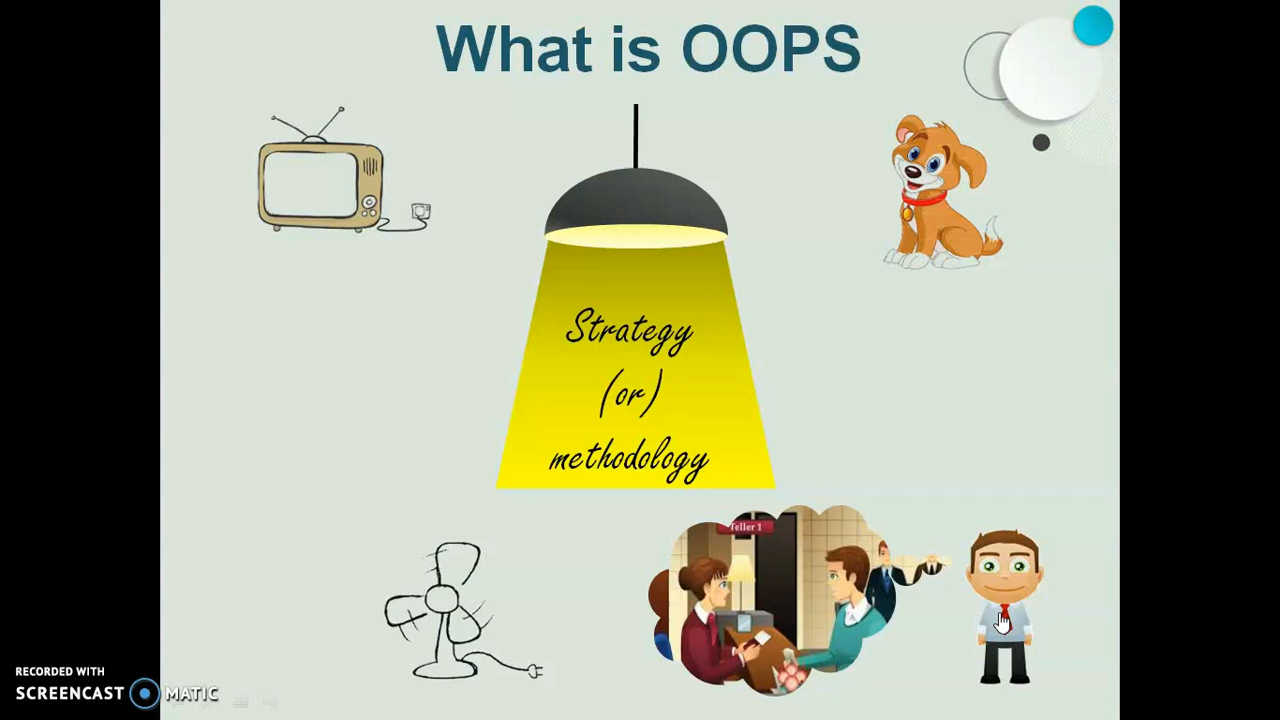 What is OOPS
Strategy
(or)
methodology
Teller 1
RECORDED WITH
SCREENCAST MATIC